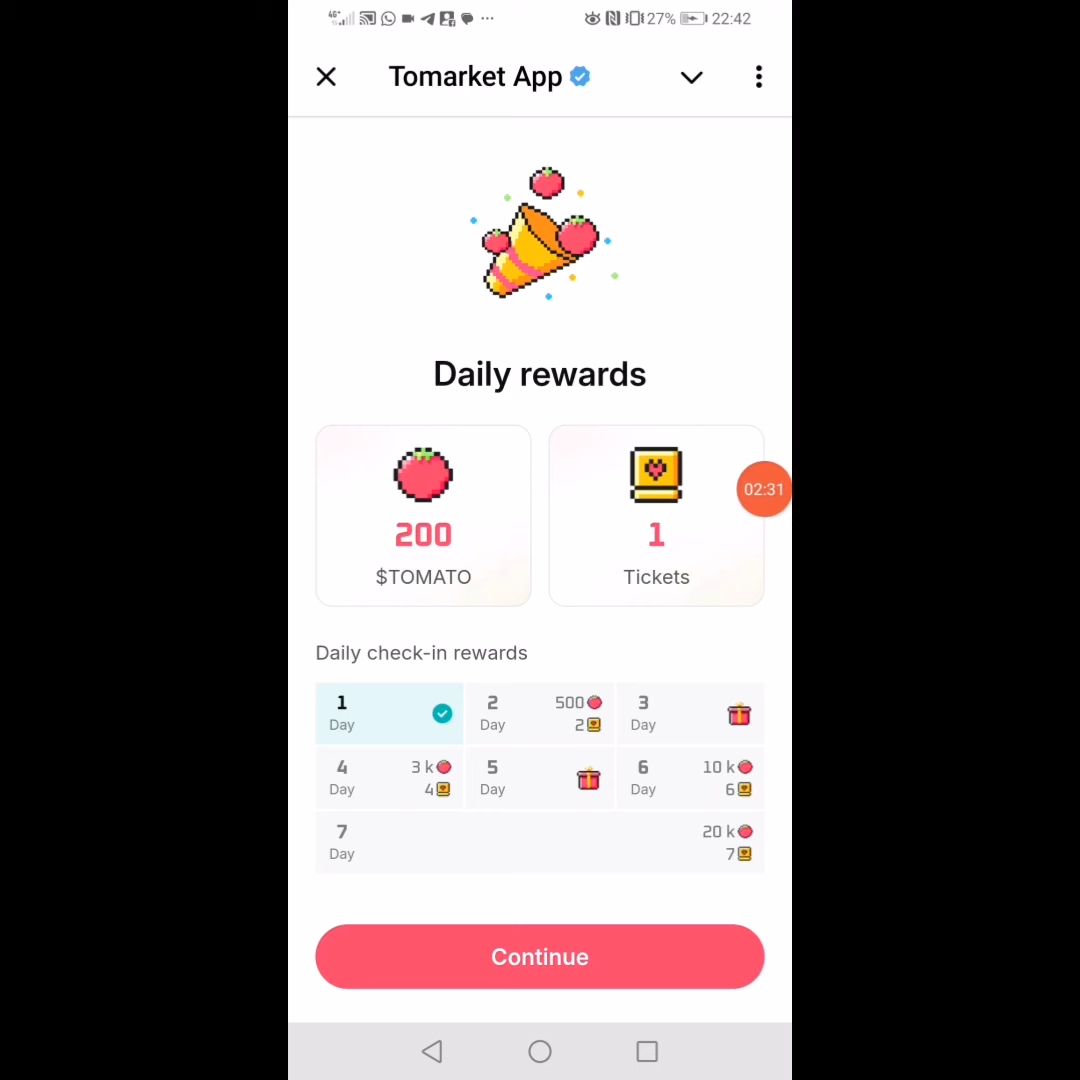 4G+ 27% 22:42
Tomarket App
Daily rewards
200 1
$TOMATO Tickets
02:31
Daily check-in rewards
1 2 500 3
Day Day 2 Day
4 3 k 5 6 10 k
Day 4 Day Day 6
7 20 k
Day 7
Continue